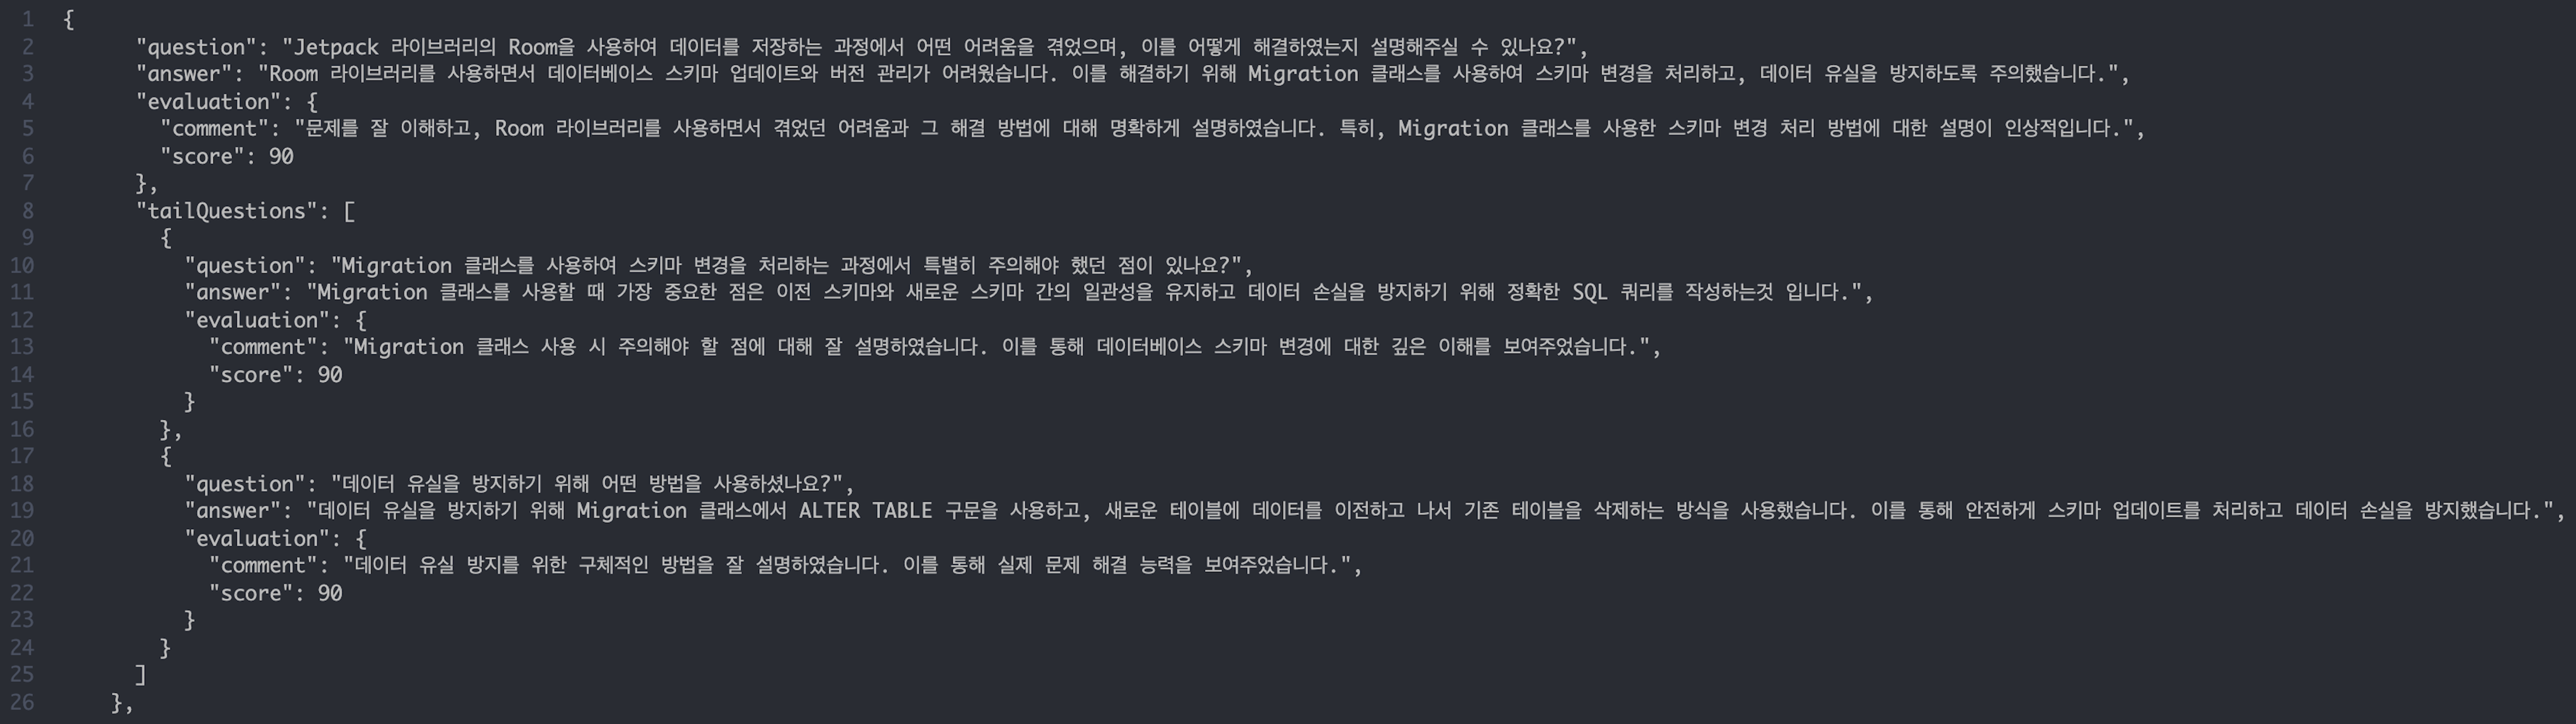 1 {
2 "question": "Jetpack 라이브러리의 Room을 사용하여 데이터를 저장하는 과정에서 어떤 어려움을 겪었으며, 이를 어떻게 해결하였는지 설명해주실 수 있나요?",
3 "answer": "Room 라이브러리를 사용하면서 데이터베이스 스키마 업데이트와 버전 관리가 어려웠습니다. 이를 해결하기 위해 Migration 클래스를 사용하여 스키마 변경을 처리하고, 데이터 유실을 방지하도록 주의했습니다.",
4 "evaluation": {
5 "comment": "문제를 잘 이해하고, Room 라이브러리를 사용하면서 겪었던 어려움과 그 해결 방법에 대해 명확하게 설명하였습니다. 특히, Migration 클래스를 사용한 스키마 변경 처리 방법에 대한 설명이 인상적입니다.",
6 "score": 90
7 },
8 "tailQuestions": [
9 {
10 "question": "Migration 클래스를 사용하여 스키마 변경을 처리하는 과정에서 특별히 주의해야 했던 점이 있나요?",
11 "answer": "Migration 클래스를 사용할 때 가장 중요한 점은 이전 스키마와 새로운 스키마 간의 일관성을 유지하고 데이터 손실을 방지하기 위해 정확한 SQL 쿼리를 작성하는것 입니다.",
12 "evaluation": {
13 "comment": "Migration 클래스 사용 시 주의해야 할 점에 대해 잘 설명하였습니다. 이를 통해 데이터베이스 스키마 변경에 대한 깊은 이해를 보여주었습니다.",
14 "score": 90
15 }
16 },
17 {
18 "question": "데이터 유실을 방지하기 위해 어떤 방법을 사용하셨나요?",
19 "answer": "데이터 유실을 방지하기 위해 Migration 클래스에서 ALTER TABLE 구문을 사용하고, 새로운 테이블에 데이터를 이전하고 나서 기존 테이블을 삭제하는 방식을 사용했습니다. 이를 통해 안전하게 스키마 업데이트를 처리하고 데이터 손실을 방지했습니다.",
20 "evaluation": {
21 "comment": "데이터 유실 방지를 위한 구체적인 방법을 잘 설명하였습니다. 이를 통해 실제 문제 해결 능력을 보여주었습니다.",
22 "score": 90
23 }
24 }
25 ]
26 },